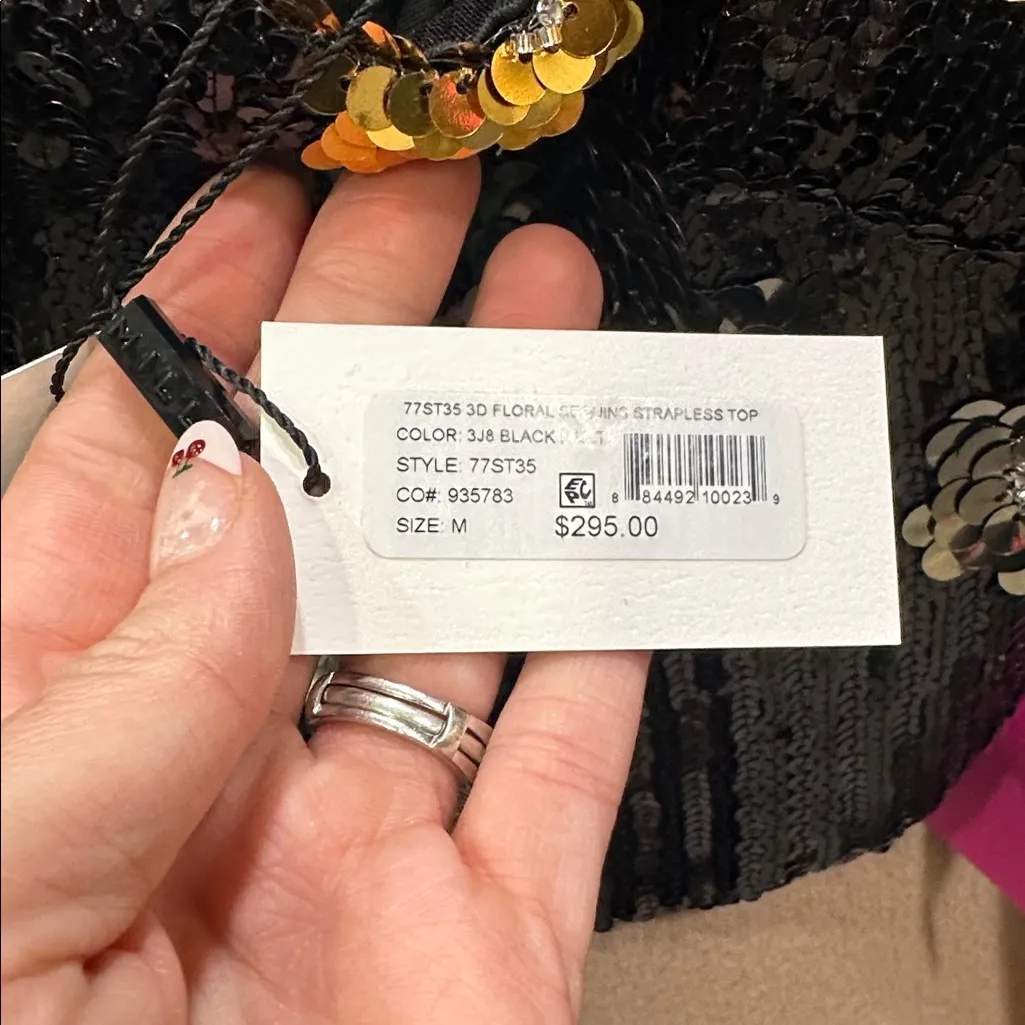 77ST35 3D FLORAL SEQUINS STRAPLESS TOP
COLOR: 3J8 BLACK
STYLE: 77ST35
CO#: 935783
SIZE: M
EC
8 84492 10023 9
$295.00